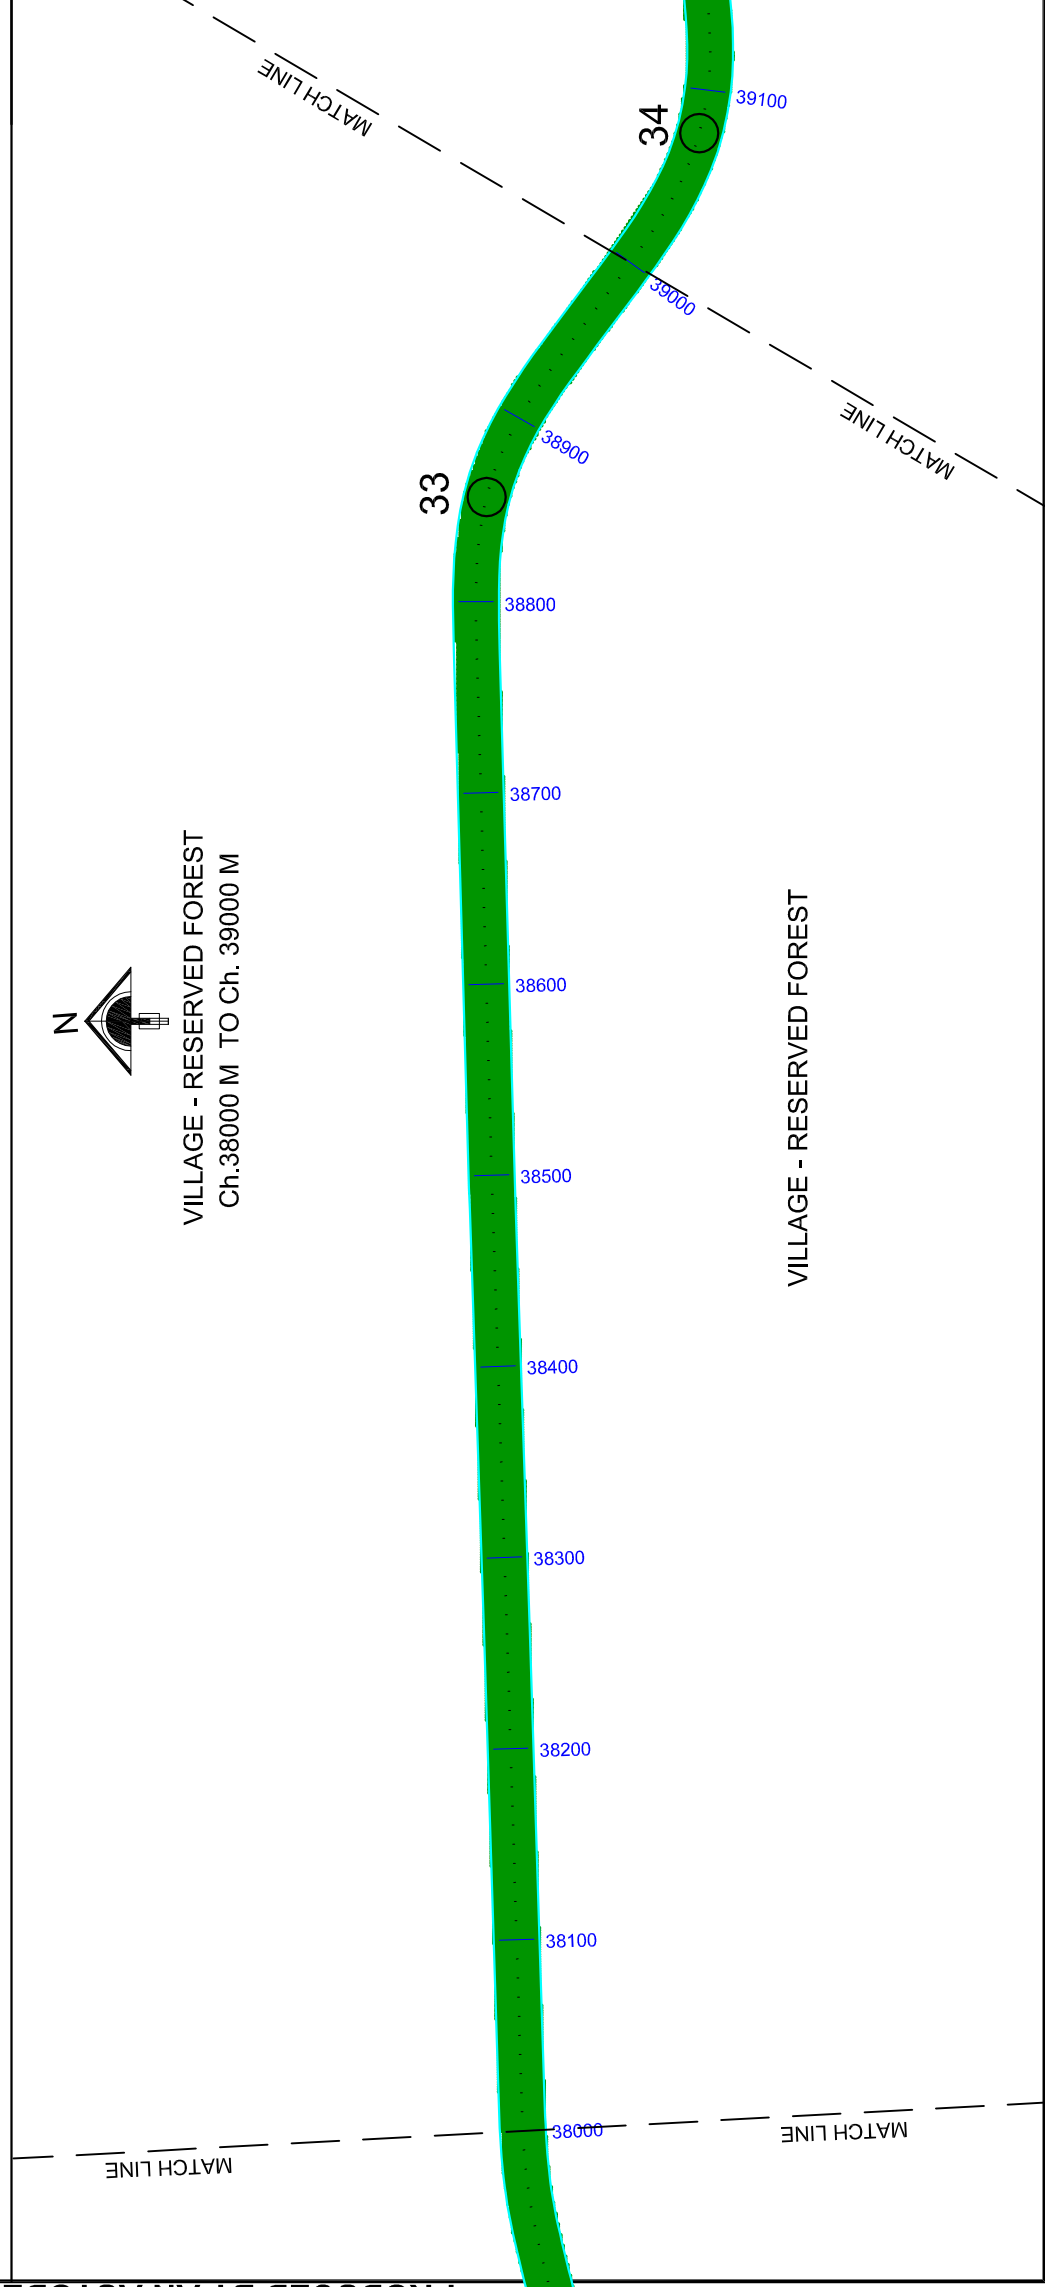 MATCH LINE
39100
34
39000
MATCH LINE
38900
33
38800
38700
N
VILLAGE - RESERVED FOREST
Ch.38000 M TO Ch. 39000 M
VILLAGE - RESERVED FOREST
38600
38500
38400
38300
38200
38100
38000
MATCH LINE
MATCH LINE